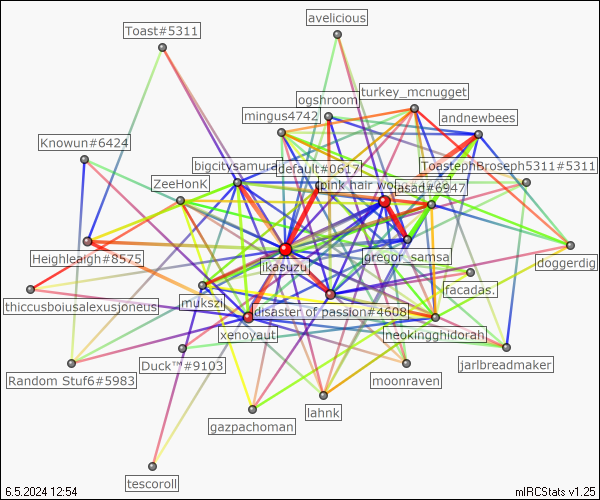 avelicious
Toast#5311
turkey_mcnugget
ogshroom
mingus4742
andnewbees
Knowun#6424
bigcitysamura
default#0617
ToastephBroseph5311#5311
ZeeHonK
pink hair wo
asad#6947
Heighleaigh#8575
gregor_samsa
doggerdig
ikasuzu
facadas.
thiccusboiusalexusjoneus
mukszi
disaster of passion#4608
xenoyaut
neokingghidorah
Duck™#9103
jarlbreadmaker
Random Stuf6#5983
moonraven
lahnk
gazpachoman
tescoroll
6.5.2024 12:54
mIRCStats v1.25